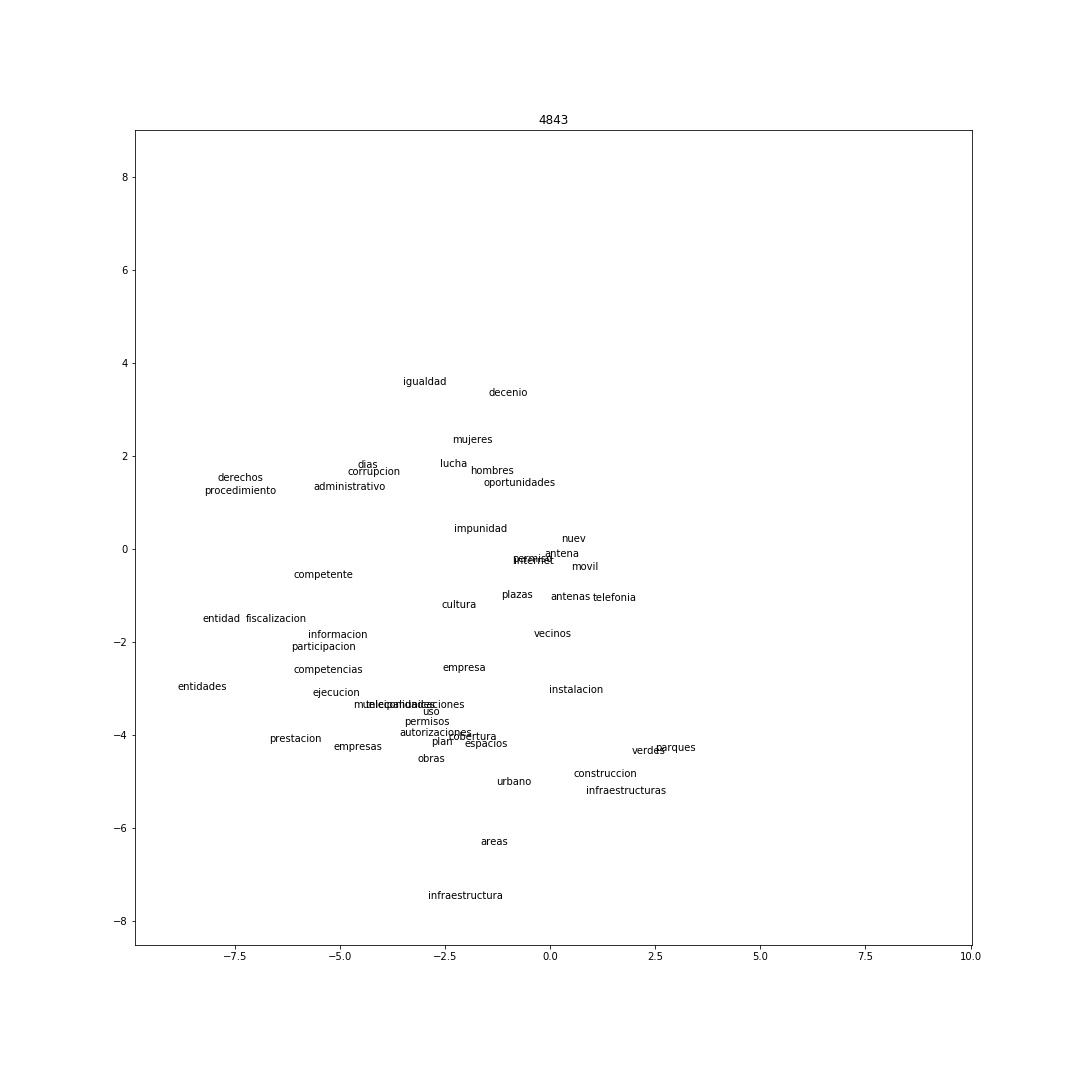 4843
8
6
4
igualdad
decenio
mujeres
2
dias
lucha
corrupcion
hombres
derechos
oportunidades
administrativo
procedimiento
impunidad
nuev
0
antena
permiso
internet
movil
competente
plazas
antenas
telefonia
cultura
entidad
fiscalizacion
vecinos
informacion
−2
participacion
empresa
competencias
entidades
instalacion
ejecucion
municipalidades
telecomunicaciones
uso
permisos
autorizaciones
−4
cobertura
prestacion
plan
espacios
empresas
parques
verdes
obras
construccion
urbano
infraestructuras
−6
areas
infraestructura
−8
−7.5
−5.0
−2.5
0.0
2.5
5.0
7.5
10.0